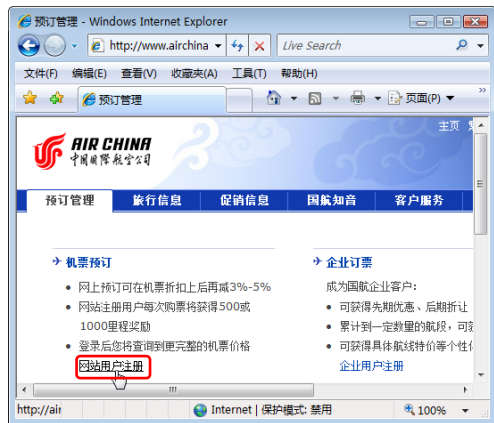 预订管理 - Windows Internet Explorer
http://www.airchina
Live Search
文件(F) 编辑(E) 查看(V) 收藏夹(A) 工具(T) 帮助(H)
预订管理
页面(P)
主页
AIR CHINA
中国国际航空公司
预订管理 旅行信息 促销信息 国航知音 客户服务
机票预订
网上预订可在机票折扣上后再减3%-5%
网站注册用户每次购票将获得500或
1000里程奖励
登录后您将查询到更完整的机票价格
网站用户注册
企业订票
成为国航企业客户：
可获得先期优惠、后期折让
累计到一定数量的航段，可
可获得具体航线特价等个性
企业用户注册
http://air
Internet | 保护模式: 禁用
100%